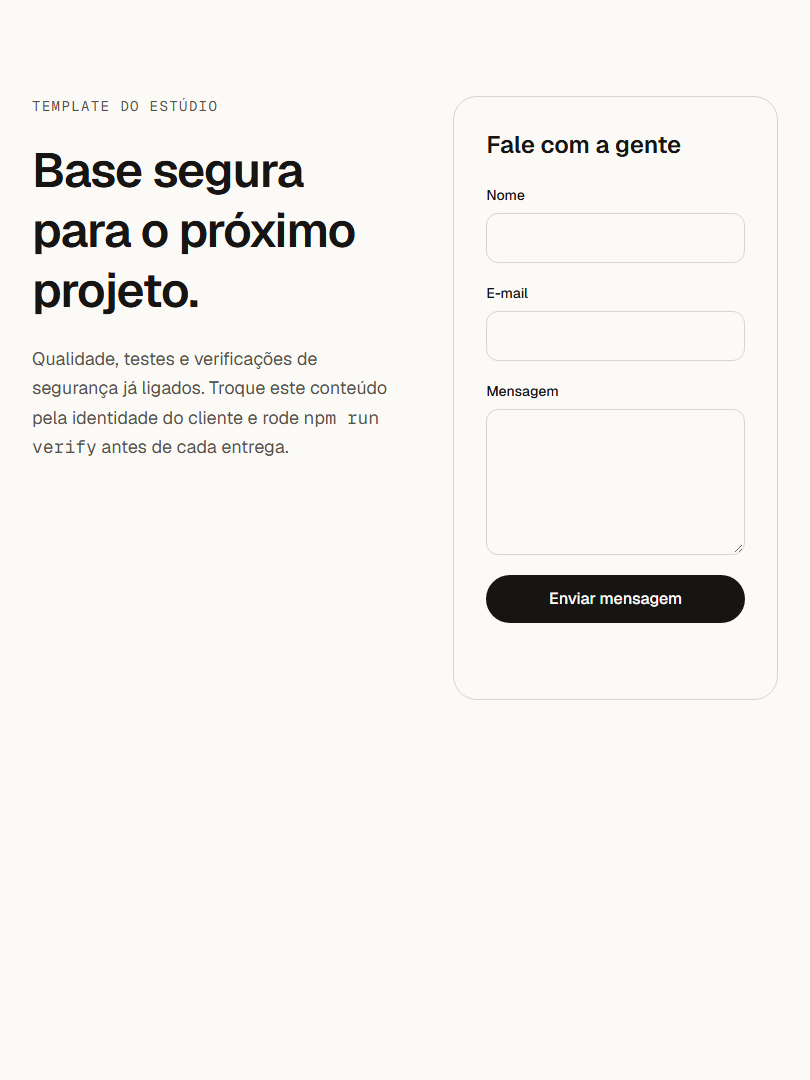 TEMPLATE DO ESTÚDIO
Base segura
para o próximo
projeto.
Qualidade, testes e verificações de
segurança já ligados. Troque este conteúdo
pela identidade do cliente e rode npm run
verify antes de cada entrega.
Fale com a gente
Nome
E-mail
Mensagem
Enviar mensagem